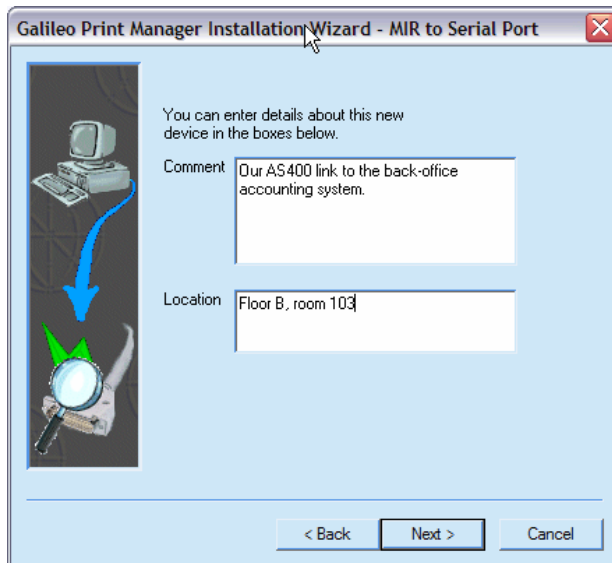 Galileo Print Manager Installation Wizard - MIR to Serial Port
You can enter details about this new
device in the boxes below.
Comment
Our AS400 link to the back-office
accounting system.
Location
Floor B, room 103
< Back
Next >
Cancel